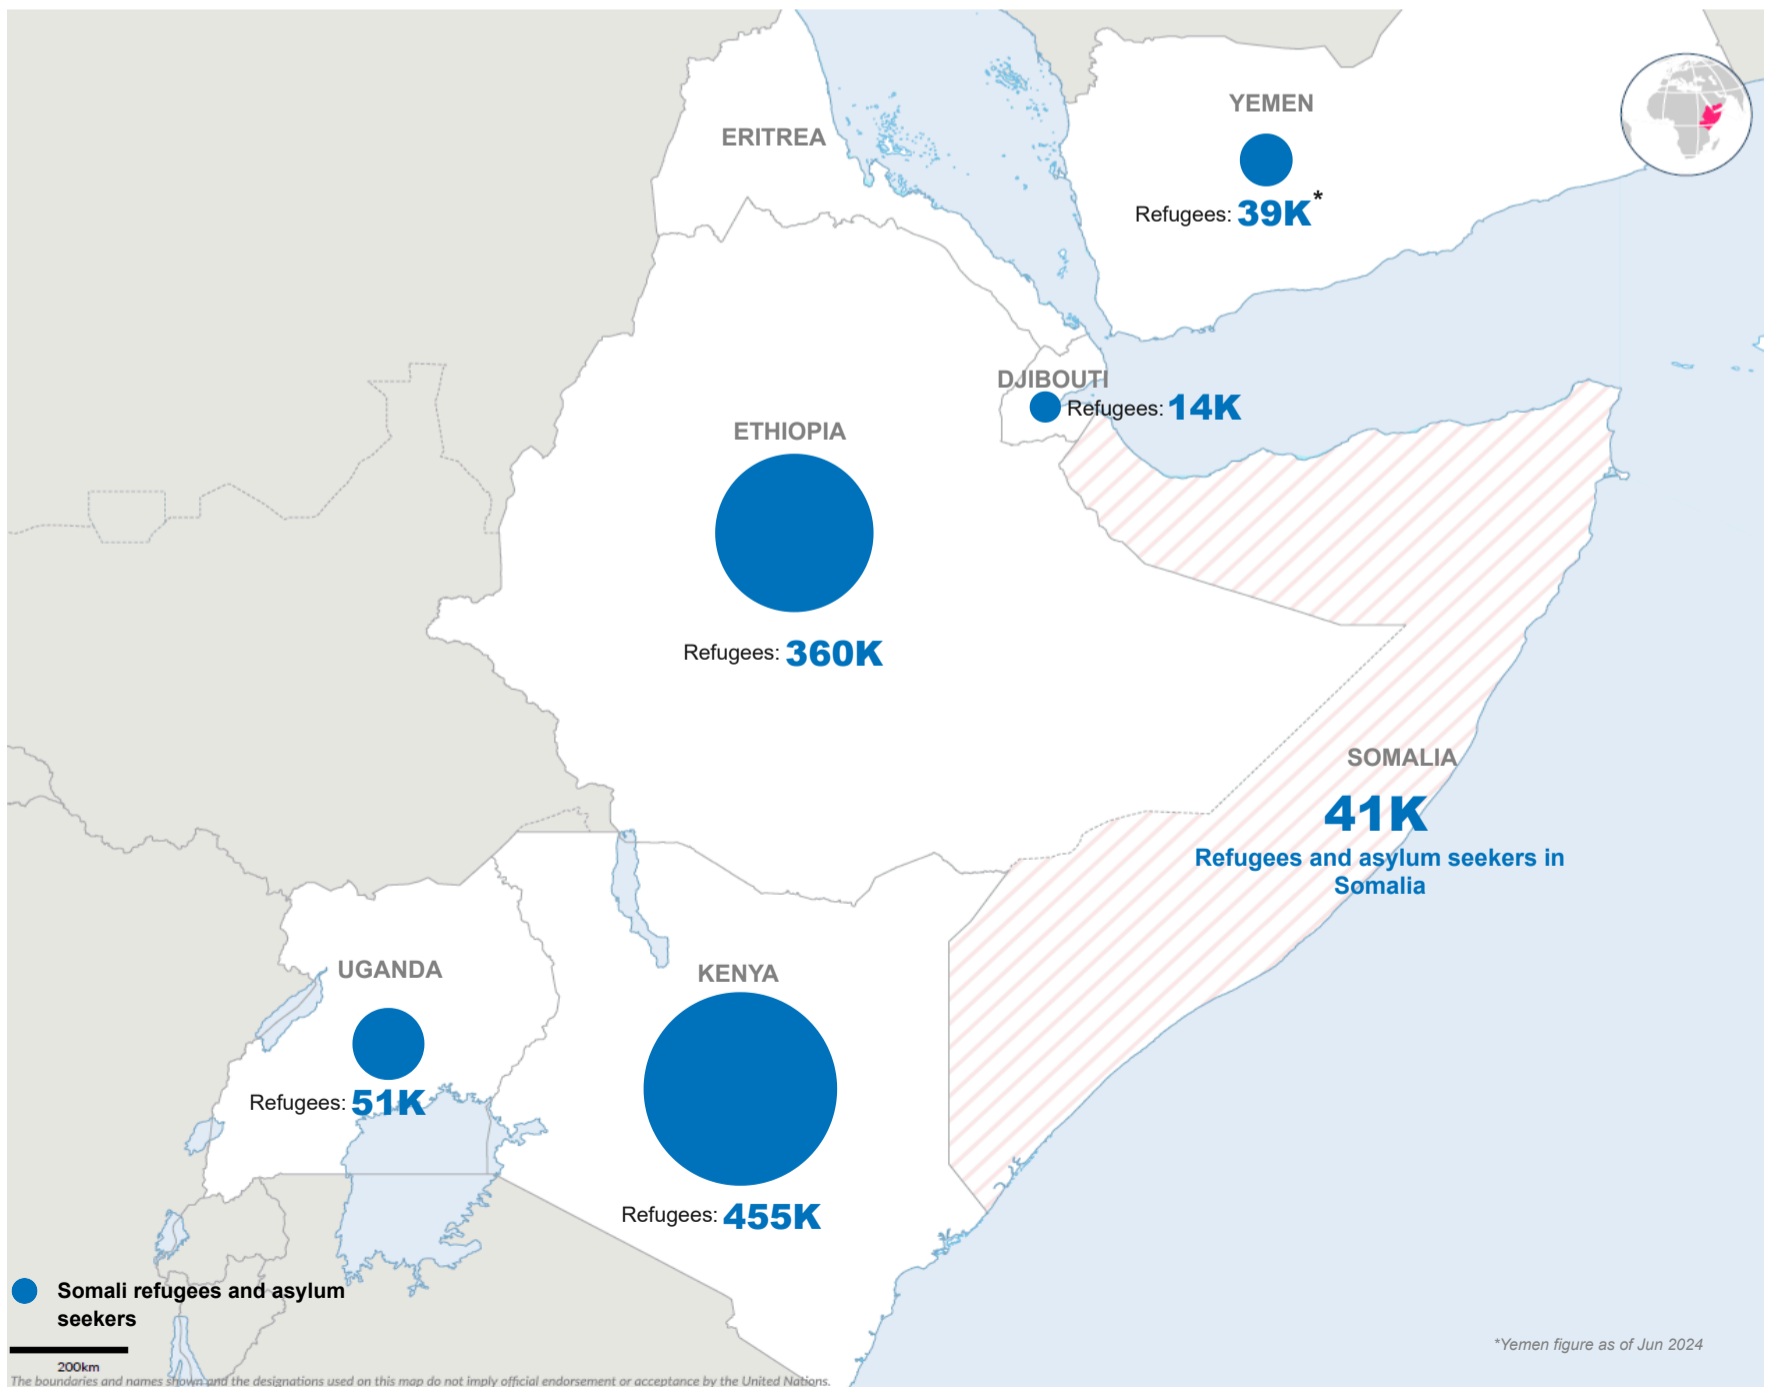 YEMEN
ERITREA
Refugees: 39K*
DJIBOUTI
Refugees: 14K
ETHIOPIA
Refugees: 360K
SOMALIA
41K
Refugees and asylum seekers in
Somalia
UGANDA
KENYA
Refugees: 51K
Refugees: 455K
Somali refugees and asylum
seekers
*Yemen figure as of Jun 2024
200km
The boundaries and names shown and the designations used on this map do not imply official endorsement or acceptance by the United Nations.